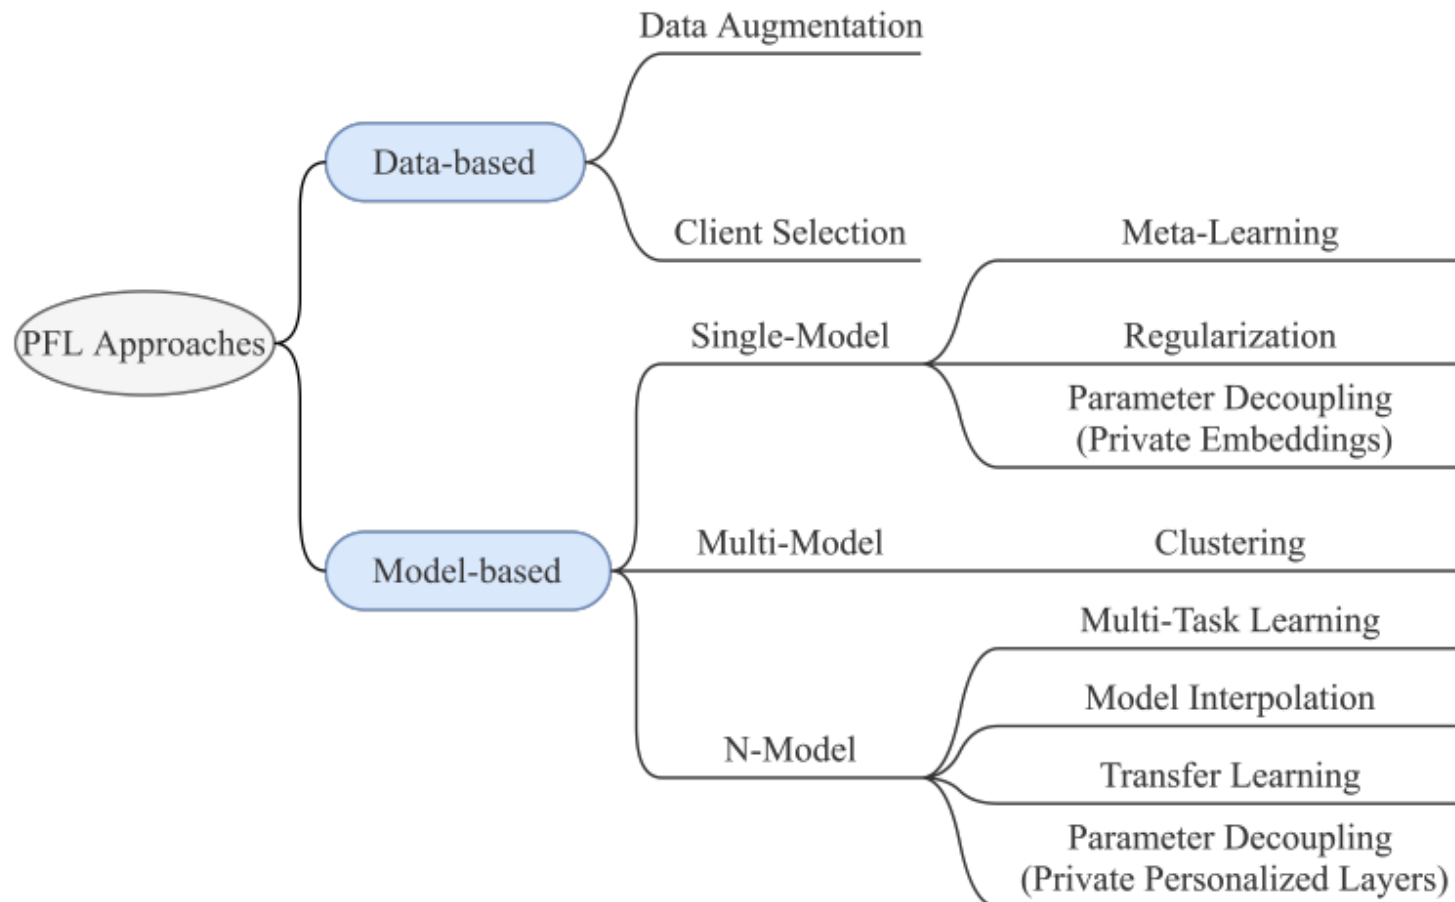 Data Augmentation
Data-based
Client Selection
Meta-Learning
PFL Approaches
Single-Model
Regularization
Parameter Decoupling
(Private Embeddings)
Multi-Model
Clustering
Model-based
Multi-Task Learning
Model Interpolation
N-Model
Transfer Learning
Parameter Decoupling
(Private Personalized Layers)